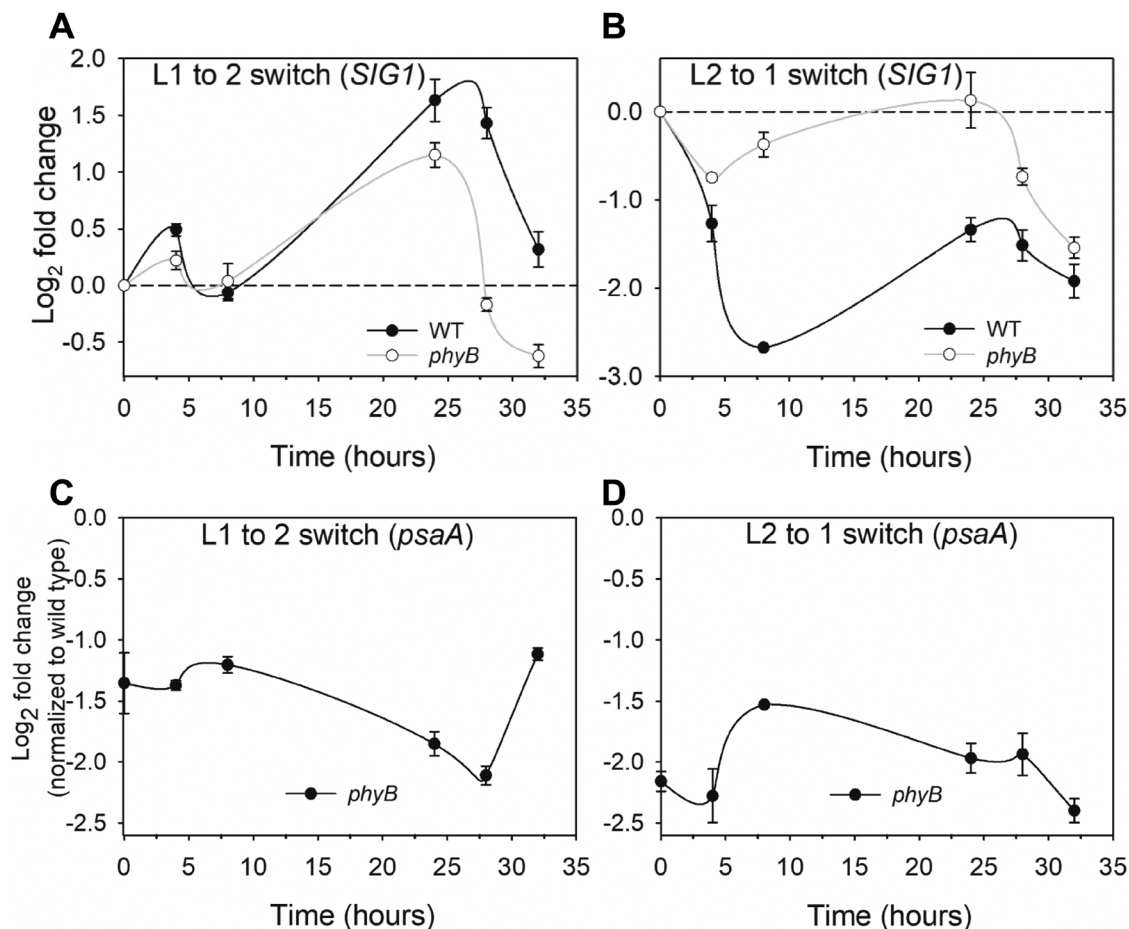 A
L1 to 2 switch (SIG1)
Log2 fold change
2.0
1.5
1.0
0.5
0.0
-0.5
WT
phyB
0 5 10 15 20 25 30 35
Time (hours)
B
L2 to 1 switch (SIG1)
0.0
-1.0
-2.0
-3.0
WT
phyB
0 5 10 15 20 25 30 35
Time (hours)
C
L1 to 2 switch (psaA)
Log2 fold change
(normalized to wild type)
0.0
-0.5
-1.0
-1.5
-2.0
-2.5
phyB
0 5 10 15 20 25 30 35
Time (hours)
D
L2 to 1 switch (psaA)
0.0
-0.5
-1.0
-1.5
-2.0
-2.5
phyB
0 5 10 15 20 25 30 35
Time (hours)